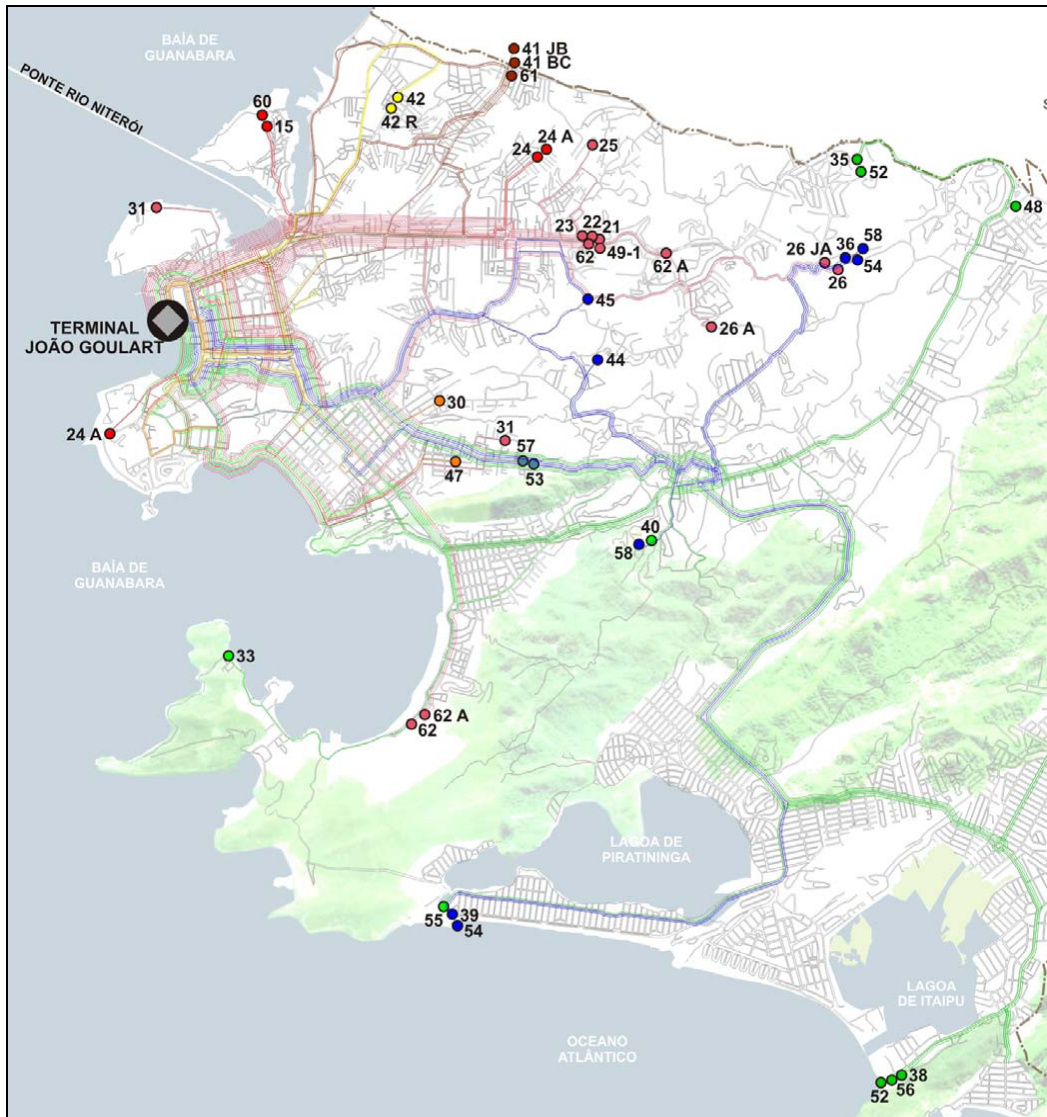 BAÍA DE
GUANABARA
PONTE RIO NITERÓI
41 JB
41 BC
61
42
42 R
60
15
24 A
24
25
35
52
48
31
23
22
21
62
49-1
62 A
26 JA
36
58
54
26
45
26 A
TERMINAL
JOÃO GOULART
44
30
24 A
31
57
47
53
40
58
BAÍA DE
GUANABARA
33
62 A
62
LAGOA DE
PIRATININGA
55
39
54
LAGOA
DE ITAIPU
OCEANO
ATLÂNTICO
38
56
52